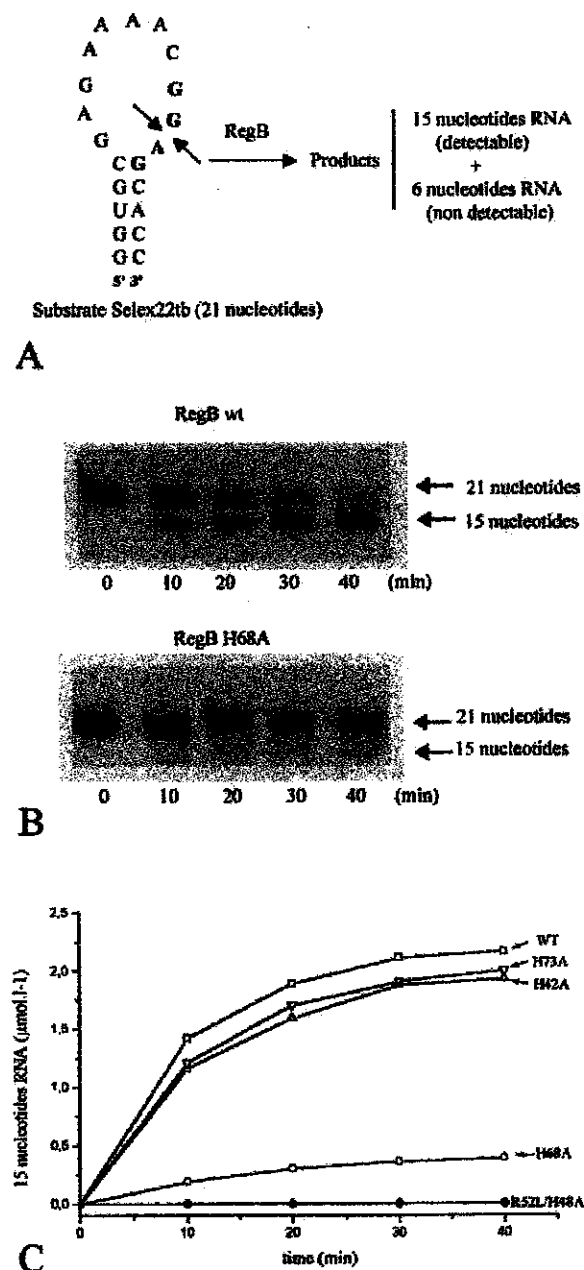 A A A
A C
G G
A RegB G
G A
Products
15 nucleotides RNA
(detectable)
+
6 nucleotides RNA
(non detectable)
C G
G C
U A
G C
G C
5' 3'
Substrate Selex22tb (21 nucleotides)
A
RegB wt
21 nucleotides
15 nucleotides
0 10 20 30 40 (min)
RegB H68A
21 nucleotides
15 nucleotides
0 10 20 30 40 (min)
B
15 nucleotides RNA (µmol.l-1)
2,5
2,0
1,5
1,0
0,5
0,0
WT
H73A
H42A
H68A
R52L/H48A
0 10 20 30 40
time (min)
C